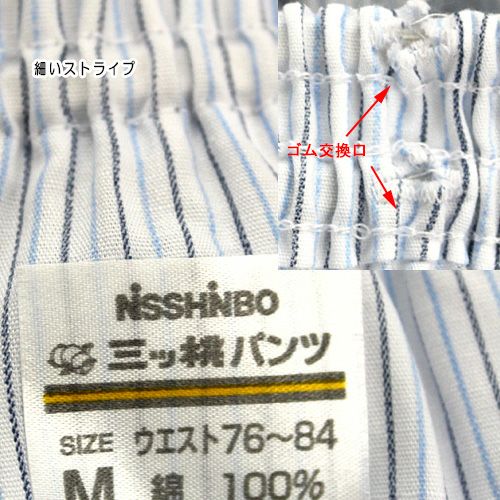 細いストライプ
ゴム交換口
NISSHINBO
三ッ桃パンツ
SIZE ウエスト76～84
M 綿 100%